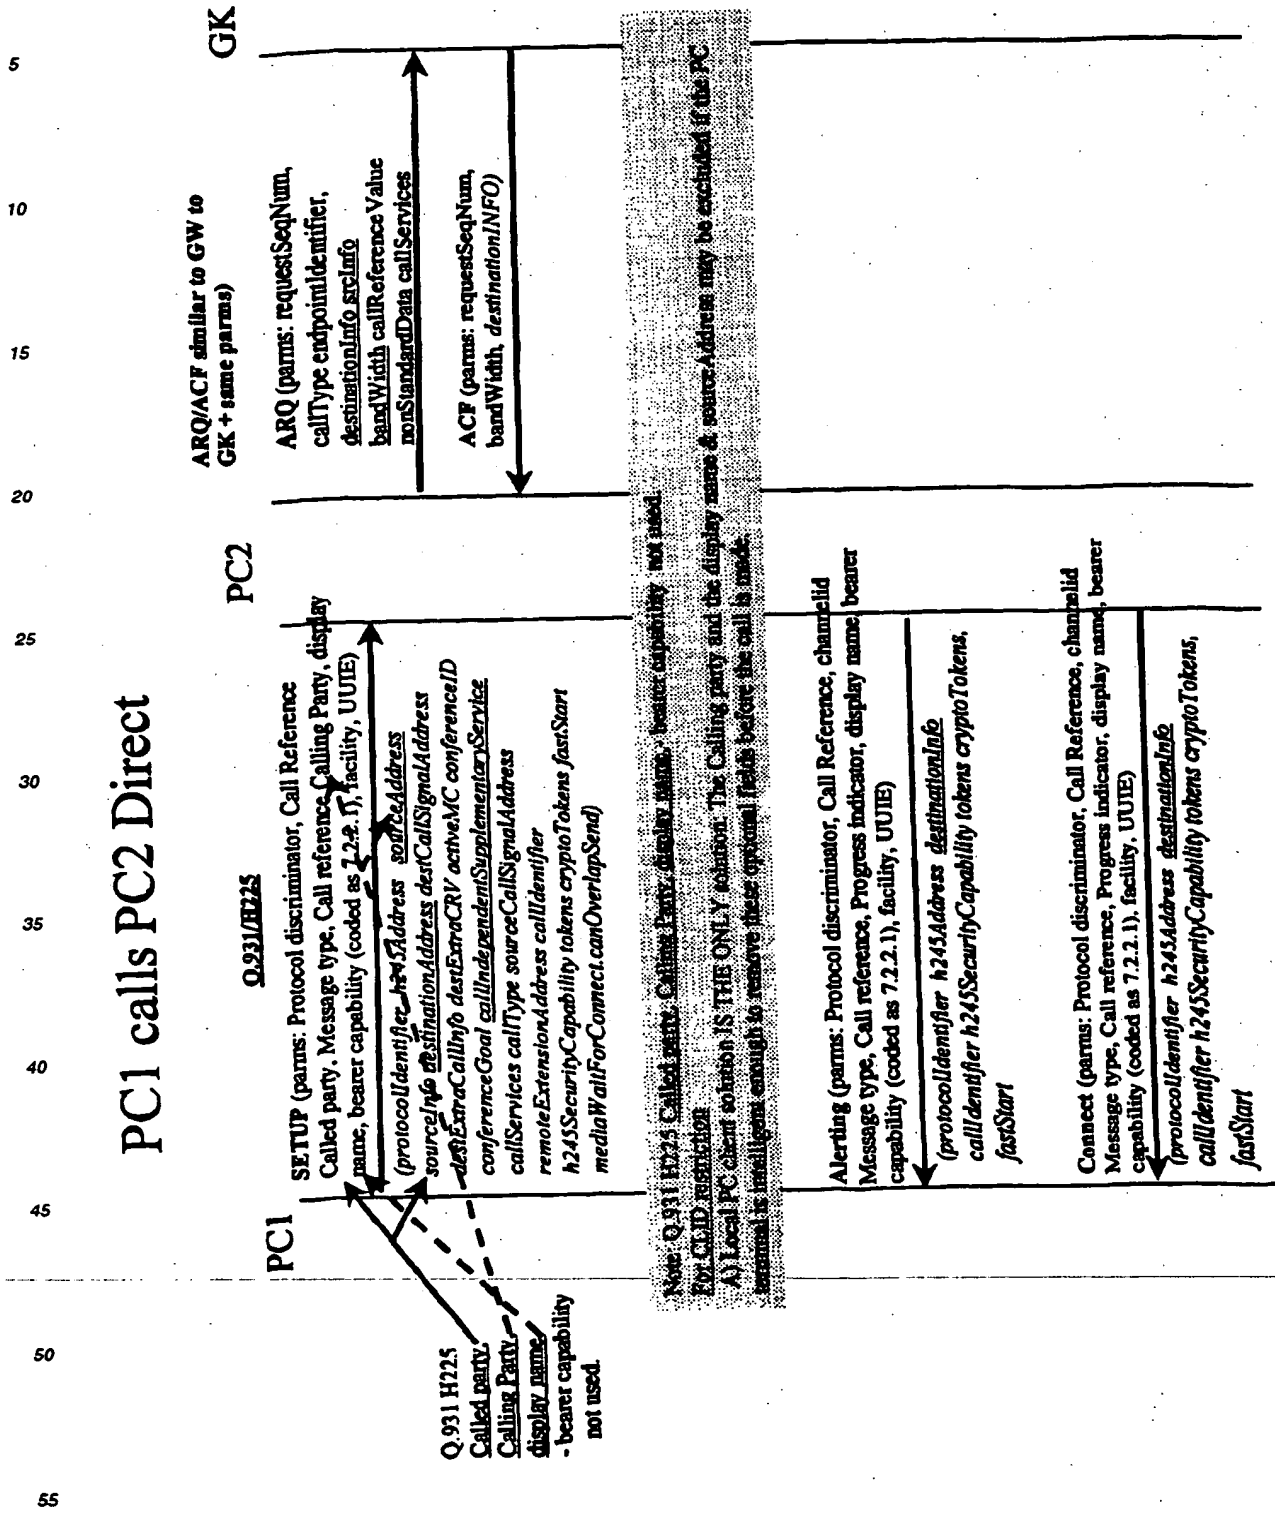 PC1 calls PC2 Direct
Q.931/H225
PC1
PC2
GK
ARQ/ACF similar to GW to
GK + same parms)
SETUP (parms: Protocol discriminator, Call Reference
Called party, Message type, Call reference, Calling Party, display
name, bearer capability (coded as 7.2.2.1), facility, UUIE)
(protocolIdentifier h245Address sourceAddress
sourceInfo destinationAddress destCallSignalAddress
destExtraCallInfo destExtraCRV activeMC conferenceID
conferenceGoal callIndependentSupplementaryService
callServices callType sourceCallSignalAddress
remoteExtensionAddress callIdentifier
h245SecurityCapability tokens cryptoTokens fastStart
mediaWaitForConnect.canOverlapSend)
ARQ (parms: requestSeqNum,
callType endpointIdentifier,
destinationInfo srcInfo
bandWidth callReferenceValue
nonStandardData callServices
ACF (parms: requestSeqNum,
bandWidth, destinationINFO)
Q.931 H225
Called party,
Calling Party,
display name
- bearer capability
not used.
Note: Q.931 H225 Called party, Calling Party, display name, bearer capability not used.
For CLID restriction
A) Local PC client solution IS THE ONLY solution: The Calling party and the display name & sourceAddress may be excluded if the PC
terminal is intelligent enough to remove these optional fields before the call is made.
Alerting (parms: Protocol discriminator, Call Reference, channelid
Message type, Call reference, Progress indicator, display name, bearer
capability (coded as 7.2.2.1), facility, UUIE)
(protocolIdentifier h245Address destinationInfo
callIdentifier h245SecurityCapability tokens cryptoTokens,
fastStart
Connect (parms: Protocol discriminator, Call Reference, channelid
Message type, Call reference, Progress indicator, display name, bearer
capability (coded as 7.2.2.1), facility, UUIE)
(protocolIdentifier h245Address destinationInfo
callIdentifier h245SecurityCapability tokens cryptoTokens,
fastStart
5
10
15
20
25
30
35
40
45
50
55